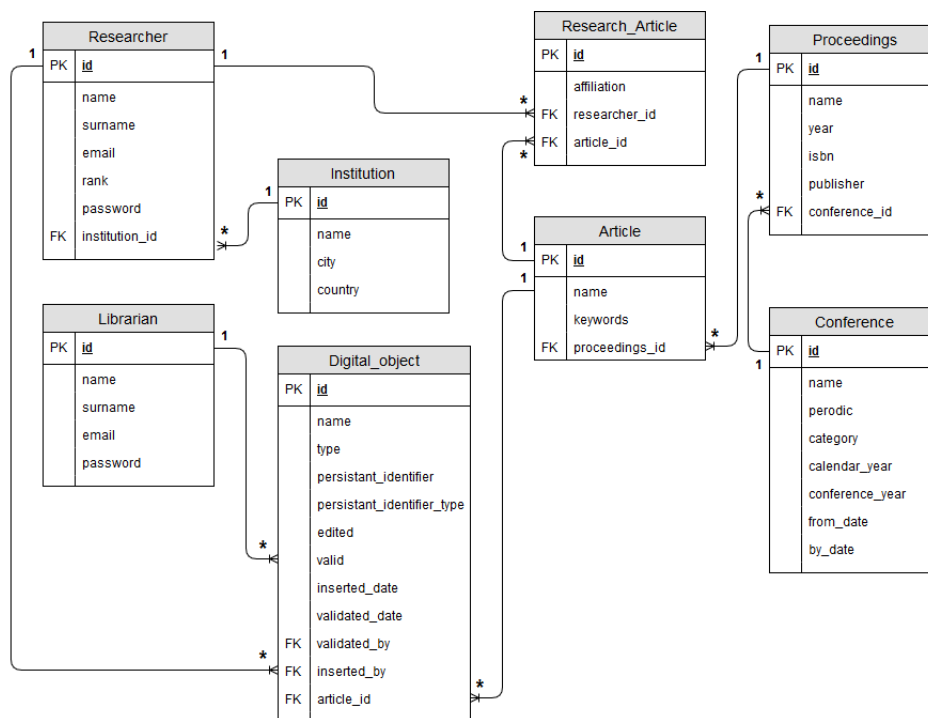 Researcher
1
PK id
1
name
surname
email
rank
password
FK institution_id
*
Institution
1
PK id
name
city
country
Librarian
1
PK id
name
surname
email
password
Digital_object
PK id
name
type
persistant_identifier
persistant_identifier_type
edited
*
valid
inserted_date
validated_date
FK validated_by
*
FK inserted_by
FK article_id
*
Research_Article
PK id
affiliation
*
FK researcher_id
FK article_id
*
Article
1
PK id
1
name
keywords
FK proceedings_id
*
Proceedings
1
PK id
name
year
isbn
publisher
*
FK conference_id
Conference
PK id
1
name
perodic
category
calendar_year
conference_year
from_date
by_date